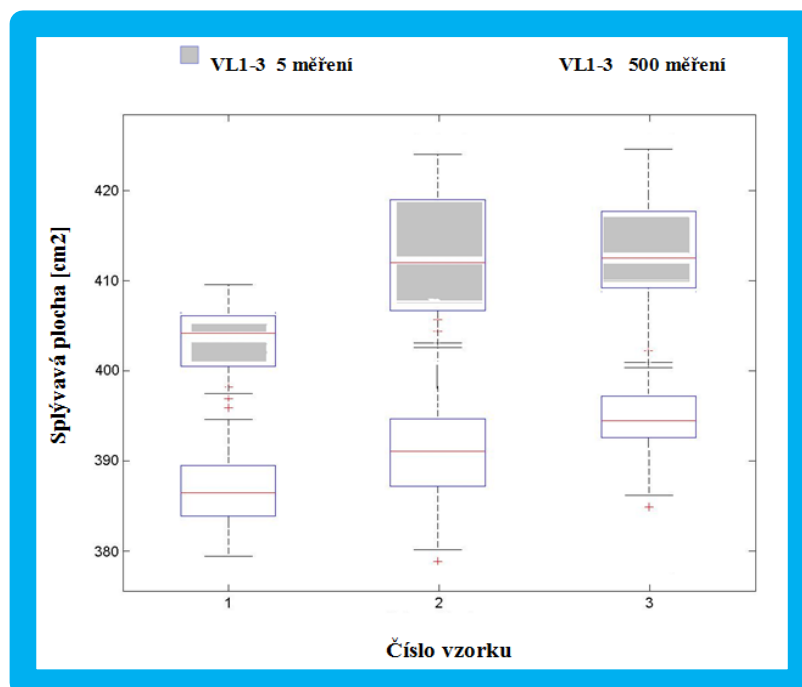 VL1-3 5 měření
VL1-3 500 měření
420
410
400
390
380
Splývavá plocha [cm2]
1
2
3
Číslo vzorku